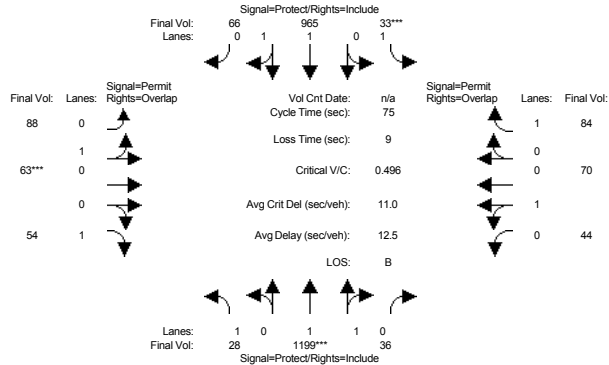 Signal=Protect/Rights=Include
Final Vol: 66 965 33***
Lanes: 0 1 1 0 1
Signal=Permit Signal=Permit
Final Vol: Lanes: Rights=Overlap Vol Cnt Date: n/a Rights=Overlap Lanes: Final Vol:
Cycle Time (sec): 75
88 0 1 84
Loss Time (sec): 9
1 0
63*** 0 Critical V/C: 0.496 0 70
0 Avg Crit Del (sec/veh): 11.0 1
54 1 Avg Delay (sec/veh): 12.5 0 44
LOS: B
Lanes: 1 0 1 1 0
Final Vol: 28 1199*** 36
Signal=Protect/Rights=Include